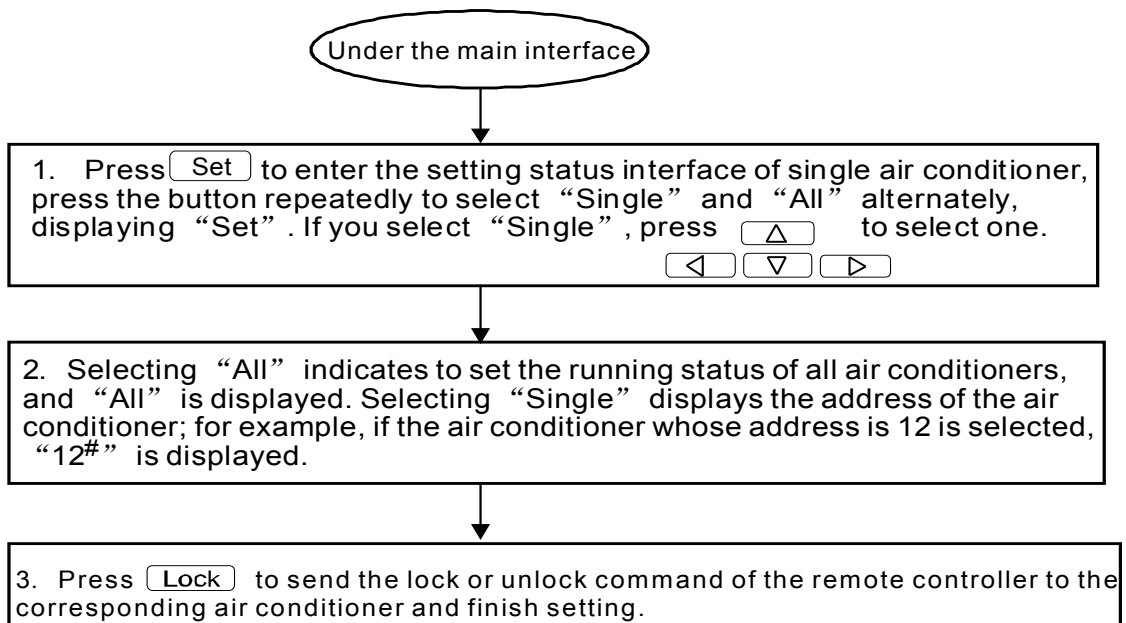 Under the main interface
1. Press Set to enter the setting status interface of single air conditioner,
press the button repeatedly to select “Single” and “All” alternately,
displaying “Set”. If you select “Single”, press △ to select one.
◁ ▽ ▷
2. Selecting “All” indicates to set the running status of all air conditioners,
and “All” is displayed. Selecting “Single” displays the address of the air
conditioner; for example, if the air conditioner whose address is 12 is selected,
“12#” is displayed.
3. Press Lock to send the lock or unlock command of the remote controller to the
corresponding air conditioner and finish setting.